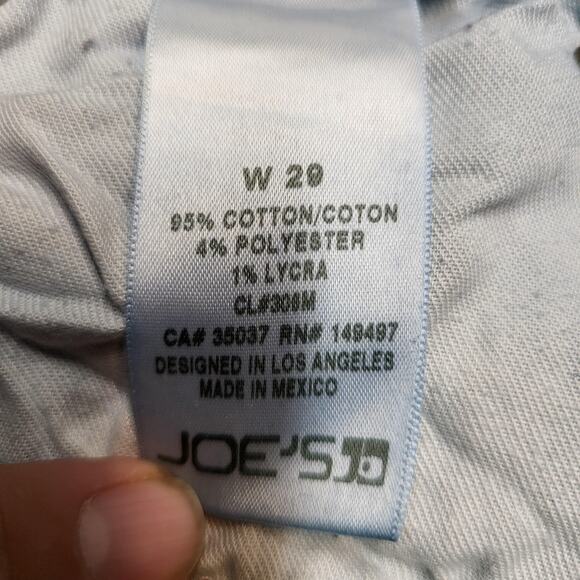 W 29
95% COTTON/COTON
4% POLYESTER
1% LYCRA
CL#306M
CA# 35037 RN# 149497
DESIGNED IN LOS ANGELES
MADE IN MEXICO
JOE'S